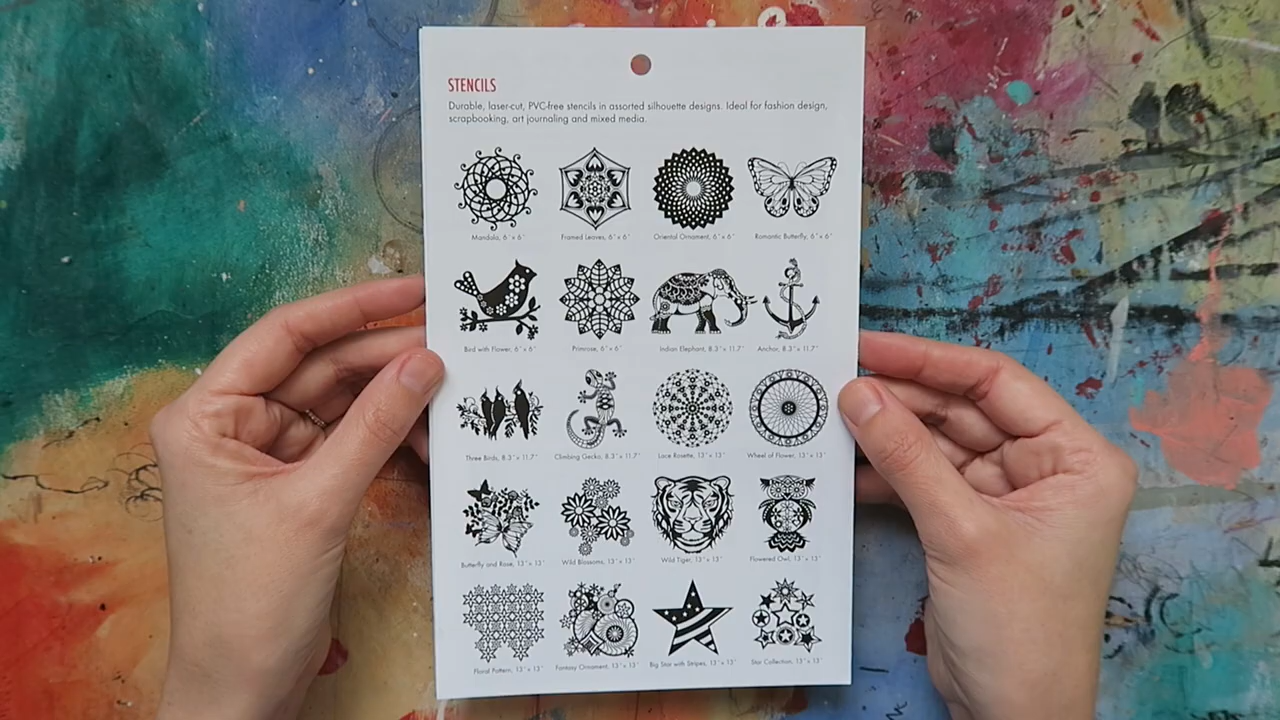 STENCILS
Durable, laser-cut, PVC-free stencils in assorted silhouette designs. Ideal for fashion design,
scrapbooking, art journaling and mixed media.
Mandala, 6" x 6"
Framed Leaves, 6" x 6"
Oriental Ornament, 6" x 6"
Romantic Butterfly, 6" x 6"
Bird with Flower, 6" x 6"
Primrose, 6" x 6"
Indian Elephant, 8.3" x 11.7"
Anchor, 8.3" x 11.7"
Three Birds, 8.3" x 11.7"
Climbing Gecko, 8.3" x 11.7"
Lace Rosette, 13" x 13"
Wheel of Flower, 13" x 13"
Butterfly and Rose, 13" x 13"
Wild Blossoms, 13" x 13"
Wild Tiger, 13" x 13"
Flowered Owl, 13" x 13"
Floral Pattern, 13" x 13"
Fantasy Ornament, 13" x 13"
Big Star with Stripes, 13" x 13"
Star Collection, 13" x 13"